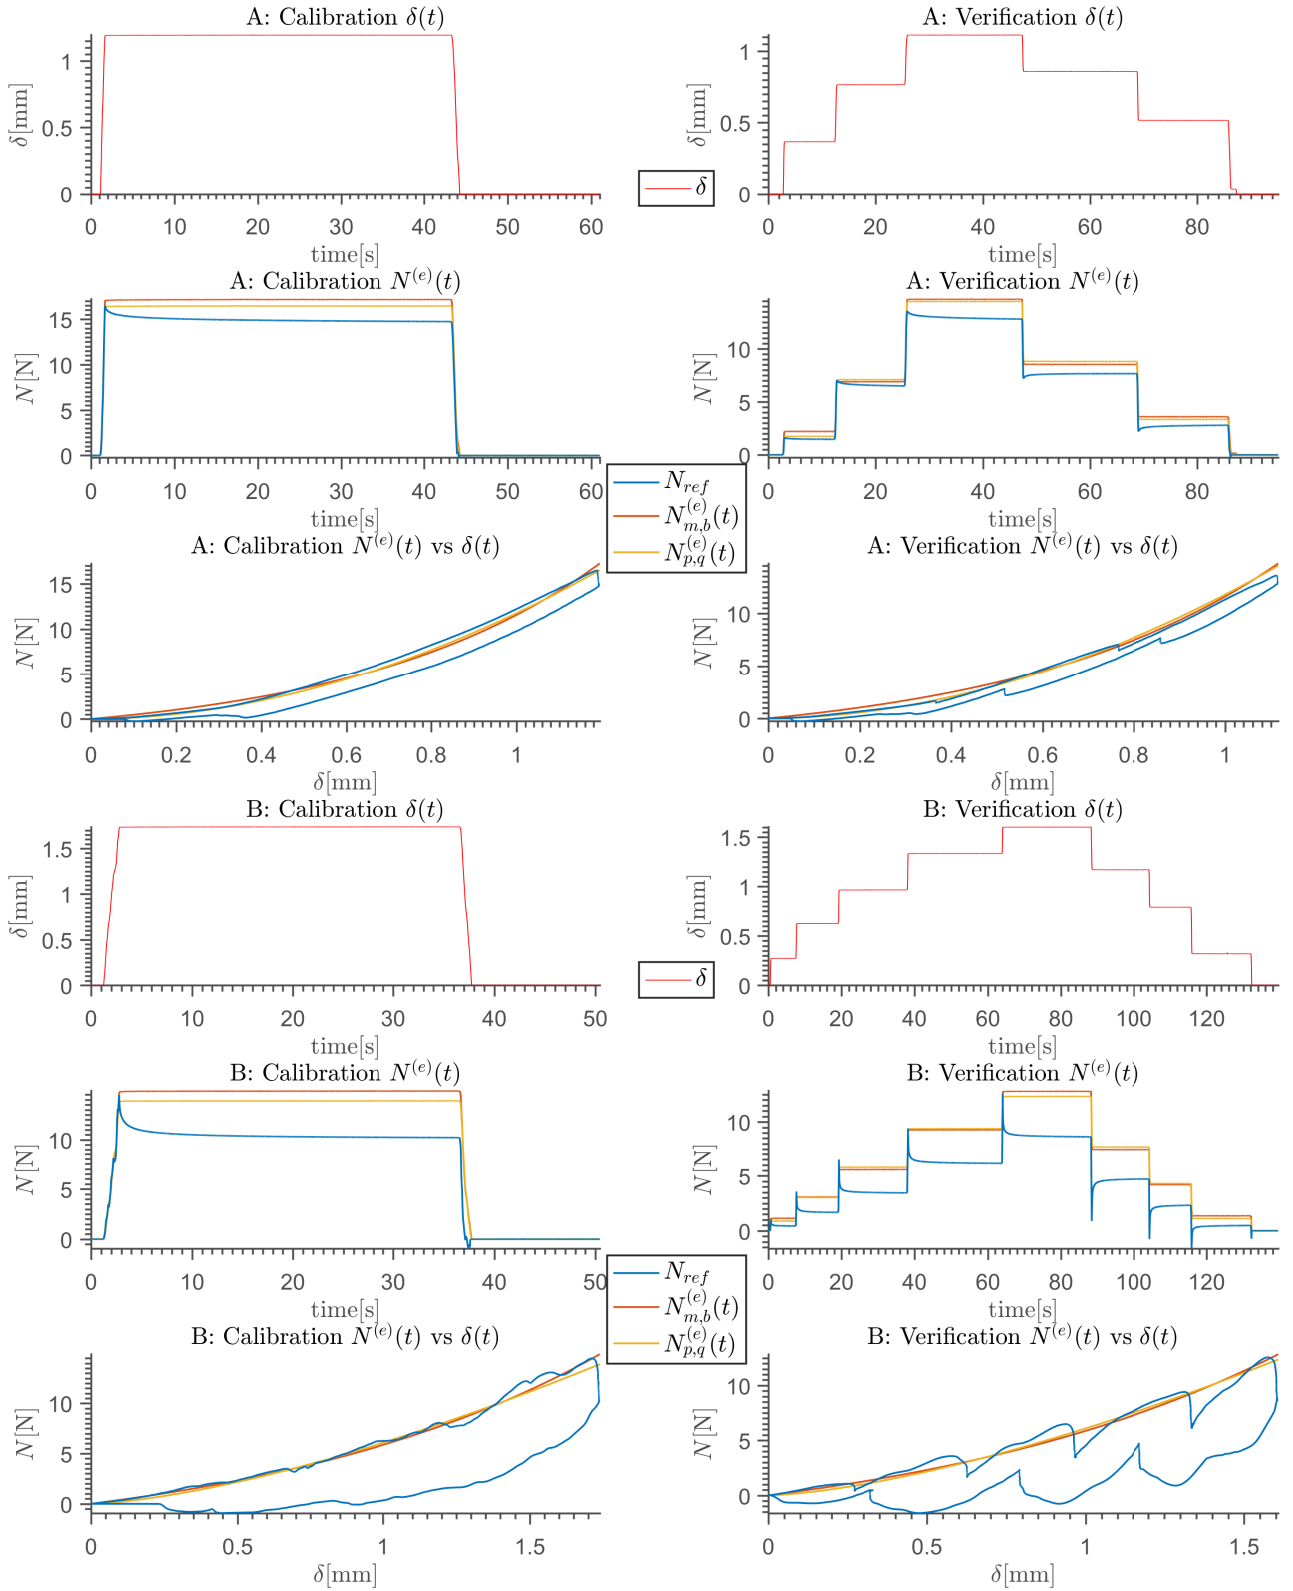 A: Calibration δ(t)
A: Verification δ(t)
δ[mm]
1
0.5
0
0 10 20 30 40 50 60
time[s]
δ
δ[mm]
1
0.5
0
0 20 40 60 80
time[s]
A: Calibration N^(e)(t)
A: Verification N^(e)(t)
N[N]
15
10
5
0
0 10 20 30 40 50 60
time[s]
N_ref
N_m,b^(e)(t)
N_p,q^(e)(t)
N[N]
10
5
0
0 20 40 60 80
time[s]
A: Calibration N^(e)(t) vs δ(t)
A: Verification N^(e)(t) vs δ(t)
N[N]
15
10
5
0
0 0.2 0.4 0.6 0.8 1
δ[mm]
N[N]
10
5
0
0 0.2 0.4 0.6 0.8 1
δ[mm]
B: Calibration δ(t)
B: Verification δ(t)
δ[mm]
1.5
1
0.5
0
0 10 20 30 40 50
time[s]
δ
δ[mm]
1.5
1
0.5
0
0 20 40 60 80 100 120
time[s]
B: Calibration N^(e)(t)
B: Verification N^(e)(t)
N[N]
10
5
0
0 10 20 30 40 50
time[s]
N_ref
N_m,b^(e)(t)
N_p,q^(e)(t)
N[N]
10
5
0
0 20 40 60 80 100 120
time[s]
B: Calibration N^(e)(t) vs δ(t)
B: Verification N^(e)(t) vs δ(t)
N[N]
10
5
0
0 0.5 1 1.5
δ[mm]
N[N]
10
5
0
0 0.5 1 1.5
δ[mm]